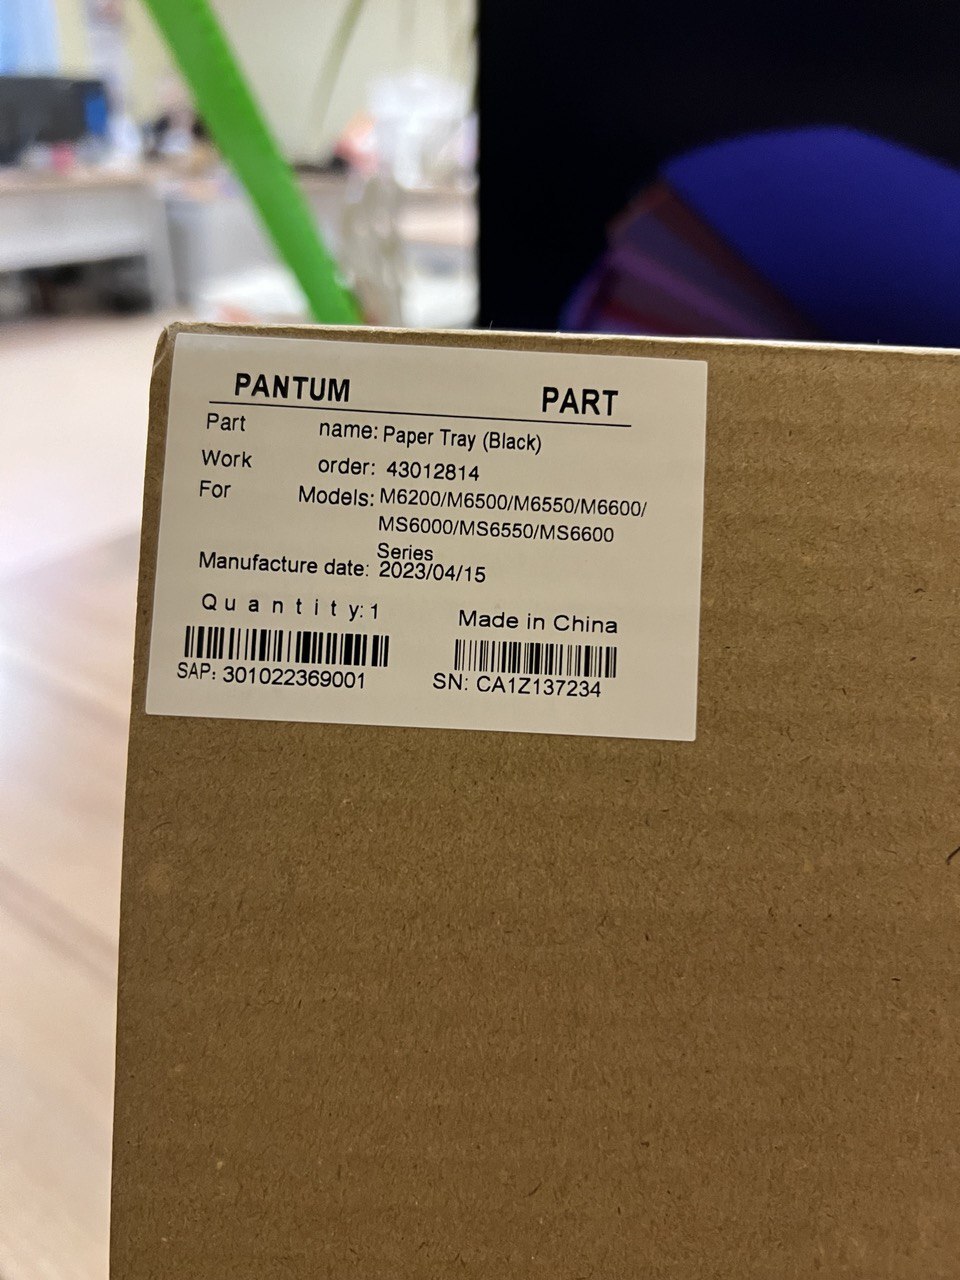 PANTUM PART
Part name: Paper Tray (Black)
Work order: 43012814
For Models: M6200/M6500/M6550/M6600/
MS6000/MS6550/MS6600
Series
Manufacture date: 2023/04/15
Quantity: 1 Made in China
SAP: 301022369001 SN: CA1Z137234